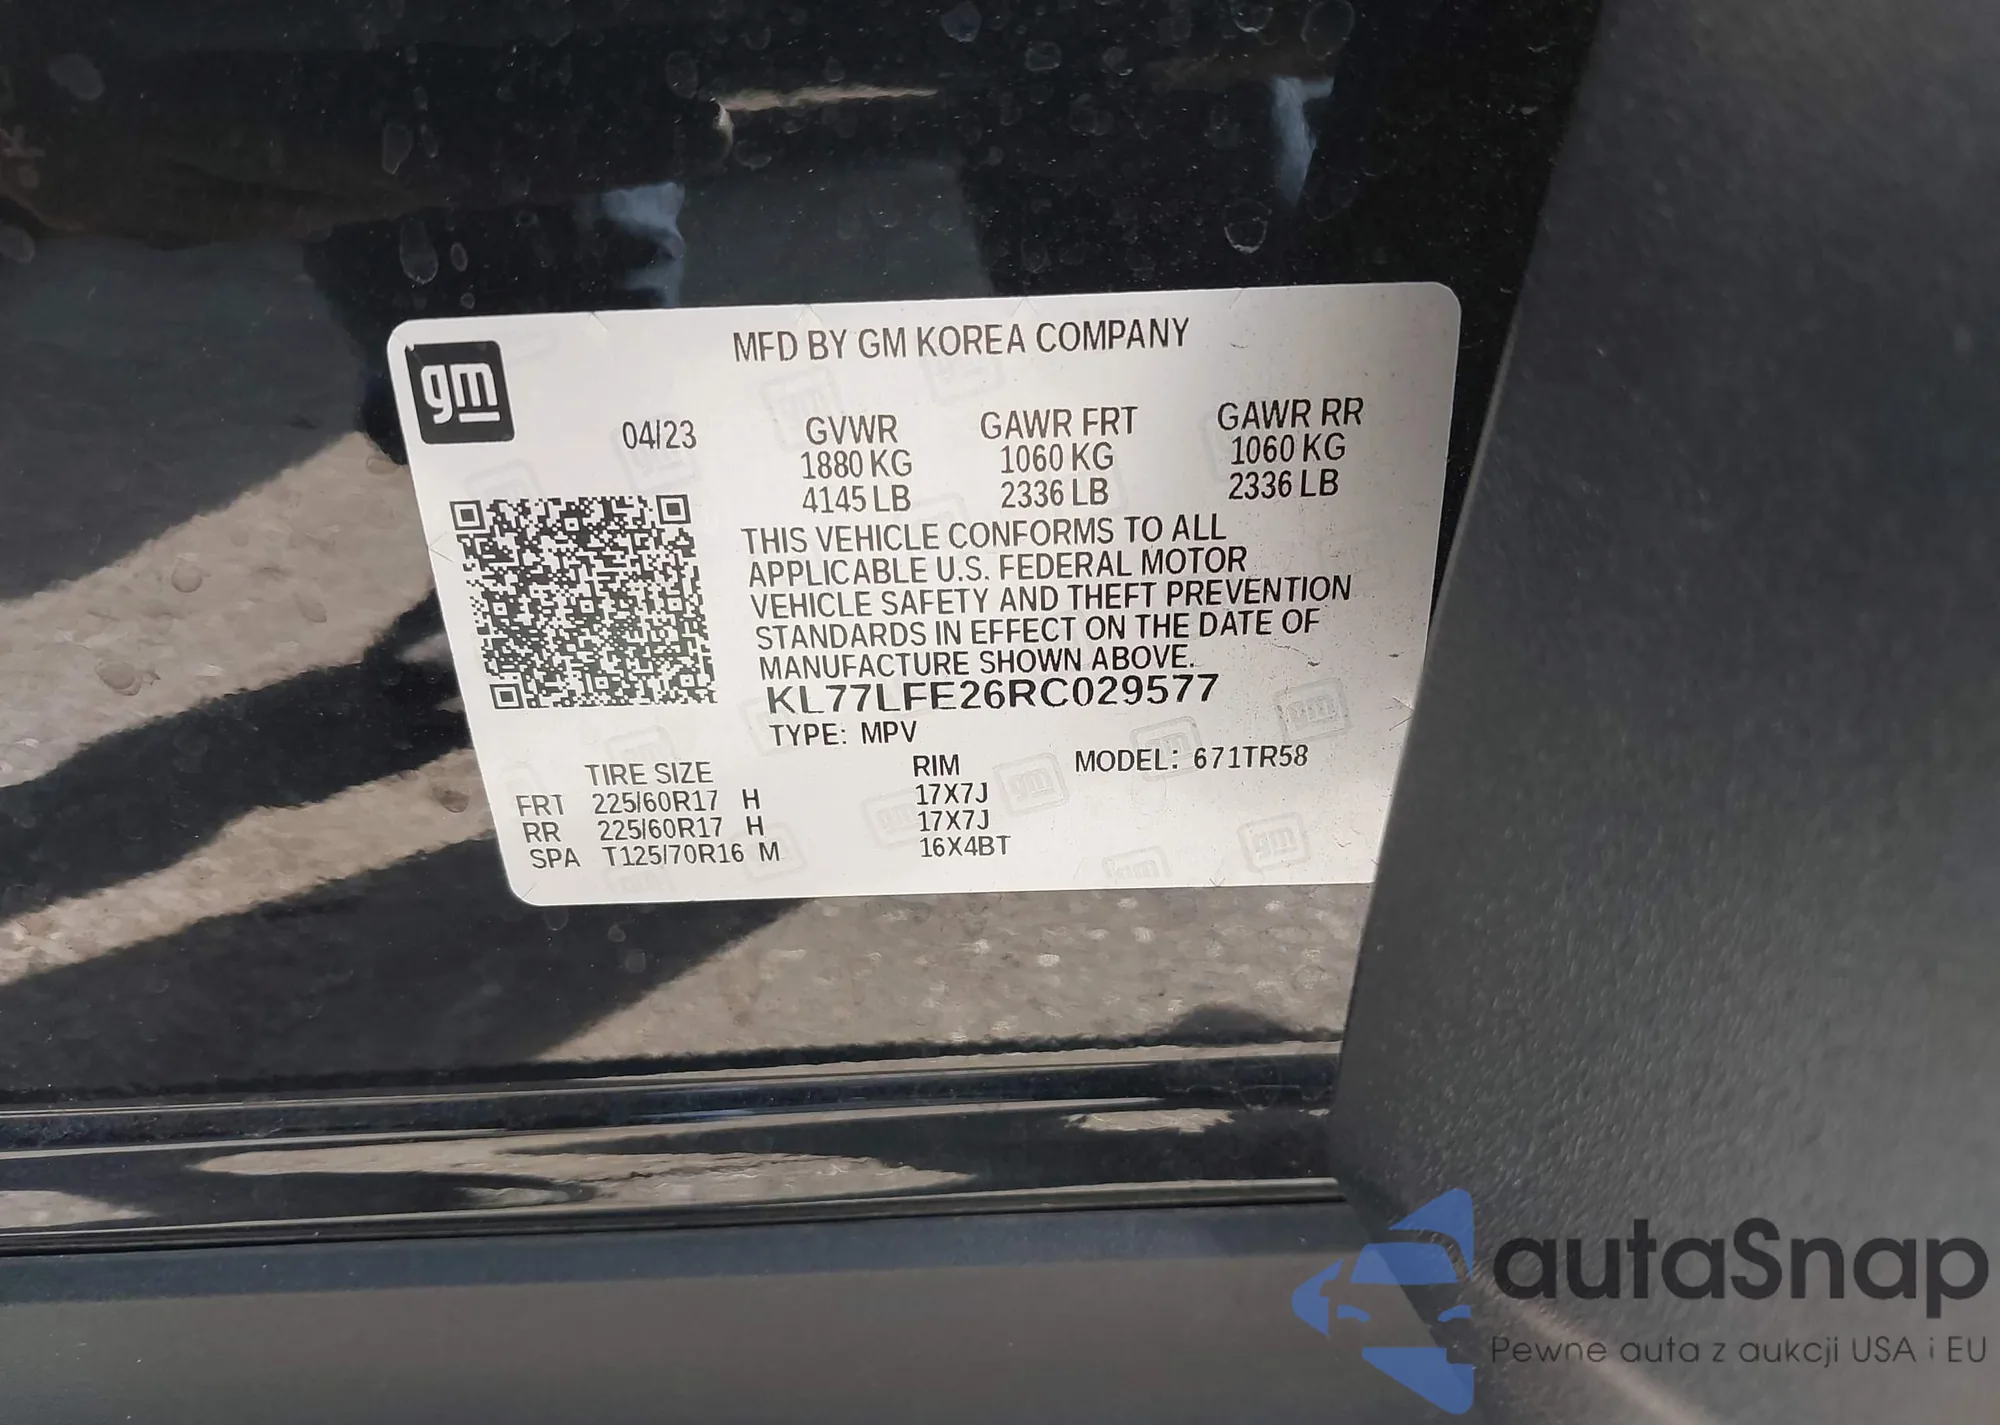 gm
MFD BY GM KOREA COMPANY
04/23
GVWR GAWR FRT GAWR RR
1880 KG 1060 KG 1060 KG
4145 LB 2336 LB 2336 LB
THIS VEHICLE CONFORMS TO ALL
APPLICABLE U.S. FEDERAL MOTOR
VEHICLE SAFETY AND THEFT PREVENTION
STANDARDS IN EFFECT ON THE DATE OF
MANUFACTURE SHOWN ABOVE.
KL77LFE26RC029577
TYPE: MPV
TIRE SIZE RIM MODEL: 671TR58
FRT 225/60R17 H 17X7J
RR 225/60R17 H 17X7J
SPA T125/70R16 M 16X4BT
autaSnap
Pewne auta z aukcji USA i EU